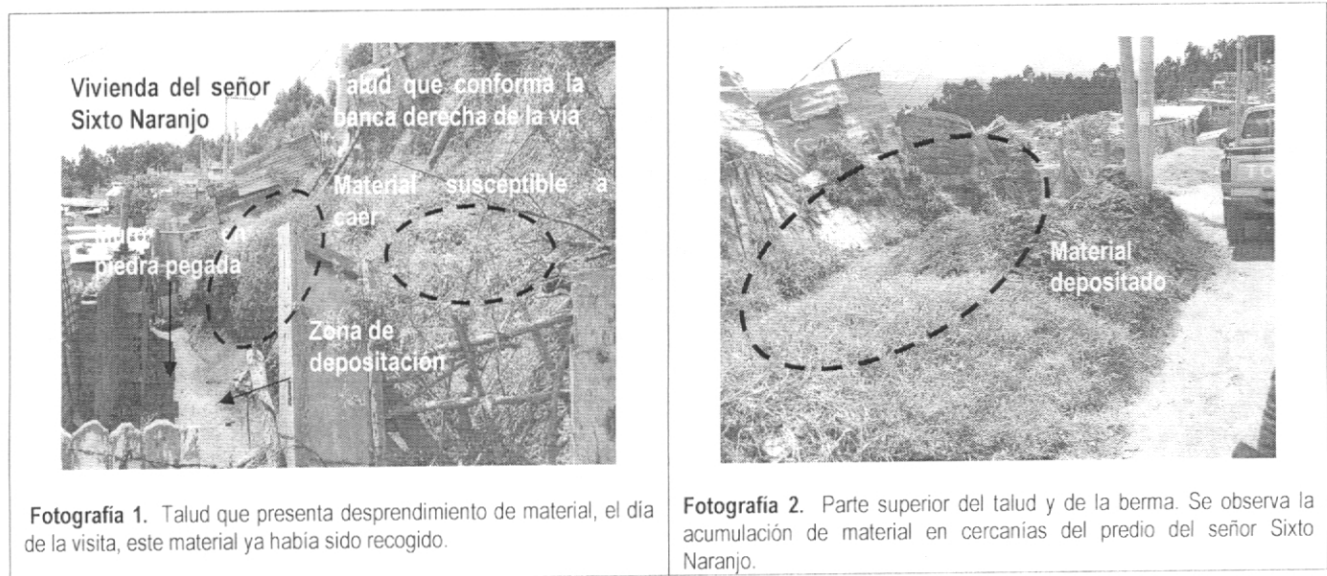 Vivienda del señor
Sixto Naranjo
Talud que conforma la
banca derecha de la vía
Material susceptible a
caer
Muro en
piedra pegada
Zona de
depositación
Fotografía 1. Talud que presenta desprendimiento de material, el día
de la visita, este material ya había sido recogido.
Material
depositado
TO
Fotografía 2. Parte superior del talud y de la berma. Se observa la
acumulación de material en cercanías del predio del señor Sixto
Naranjo.